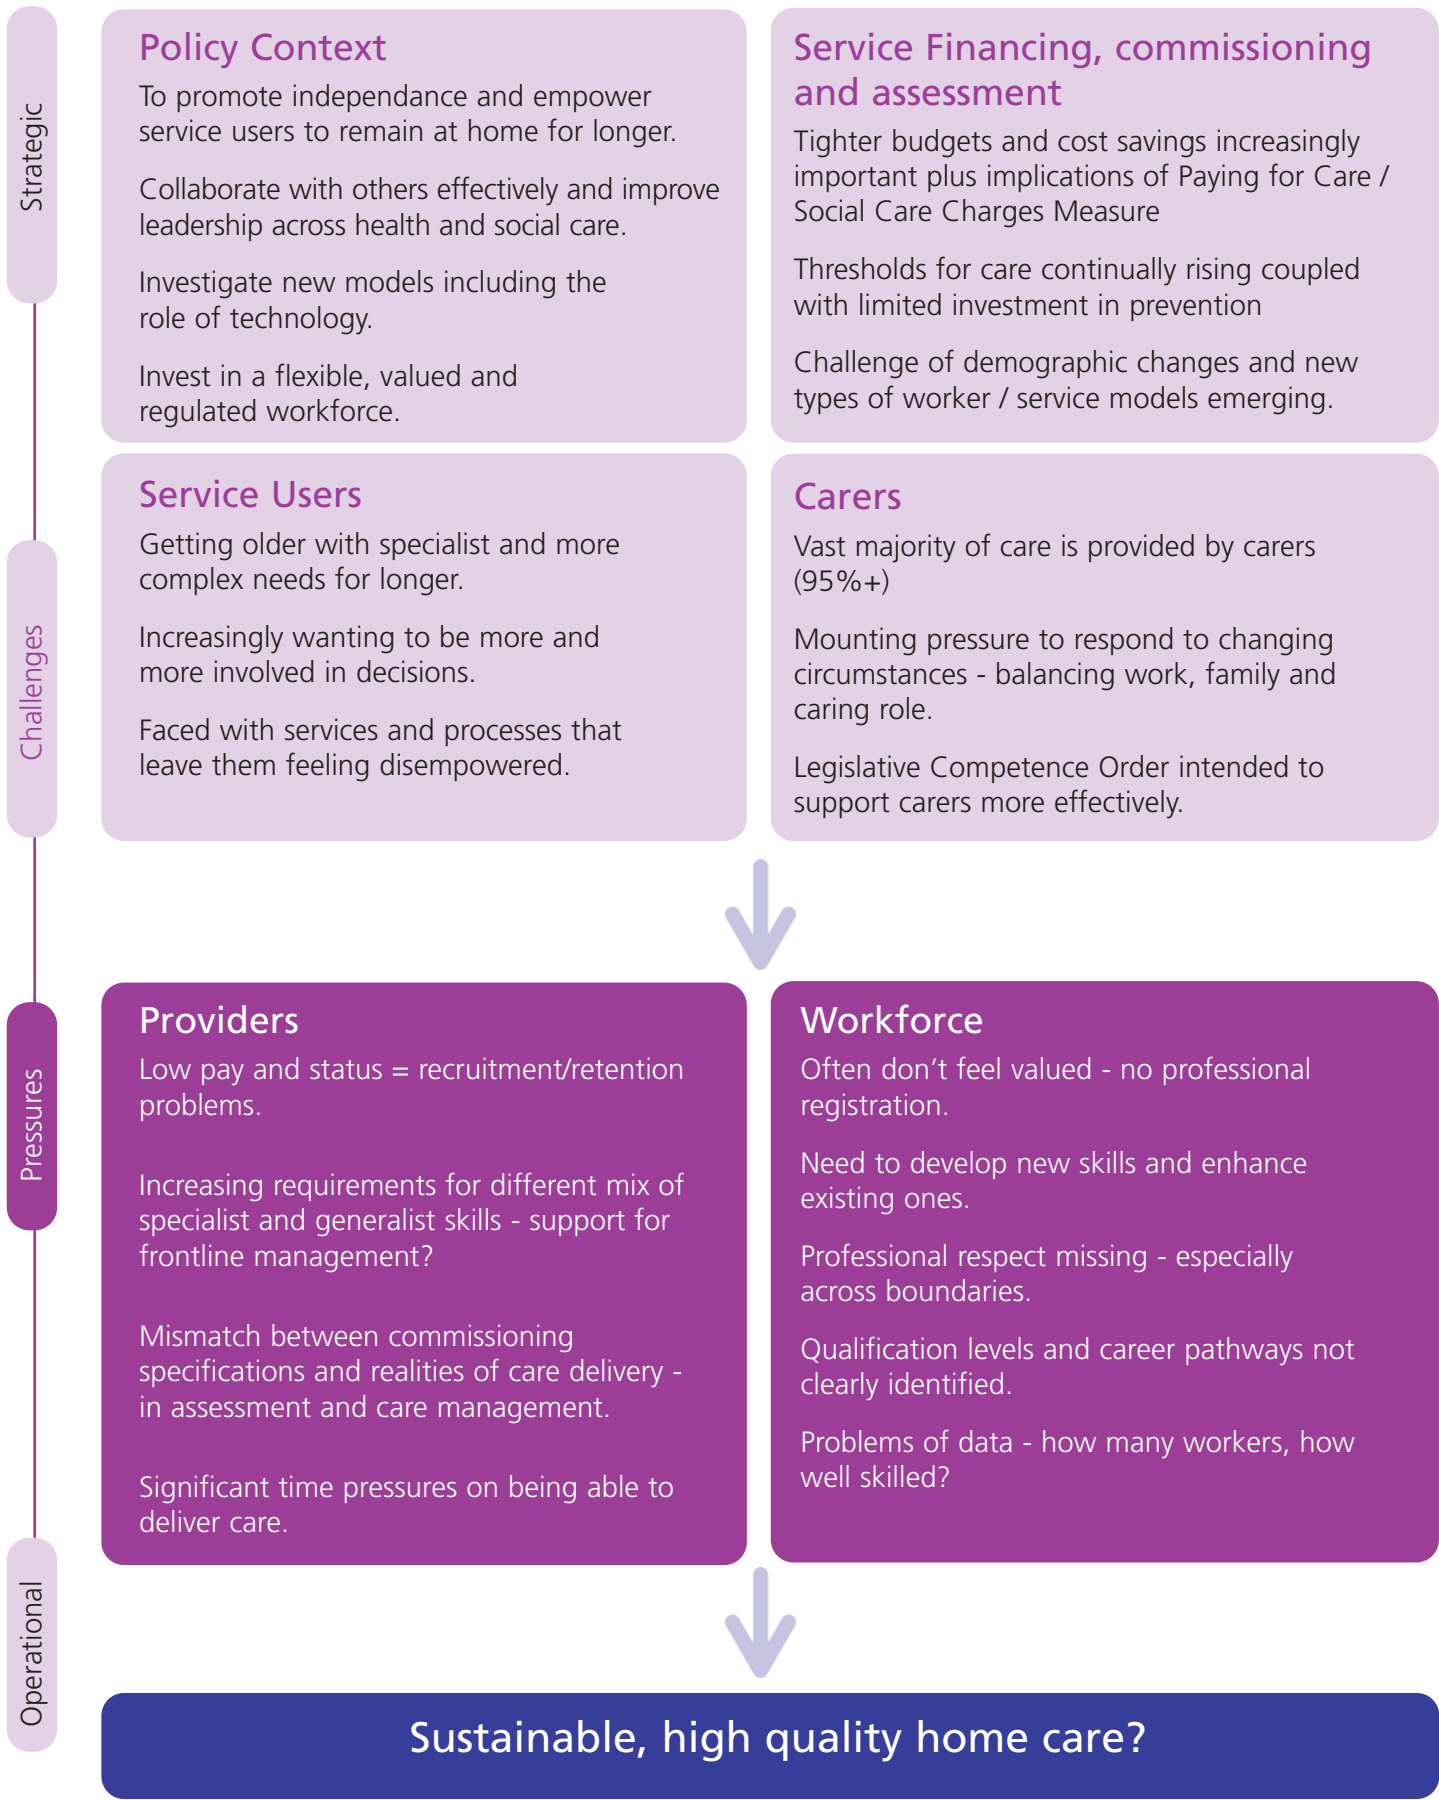 Strategic
Policy Context
To promote independance and empower
service users to remain at home for longer.
Collaborate with others effectively and improve
leadership across health and social care.
Investigate new models including the
role of technology.
Invest in a flexible, valued and
regulated workforce.
Service Financing, commissioning
and assessment
Tighter budgets and cost savings increasingly
important plus implications of Paying for Care /
Social Care Charges Measure
Thresholds for care continually rising coupled
with limited investment in prevention
Challenge of demographic changes and new
types of worker / service models emerging.
Challenges
Service Users
Getting older with specialist and more
complex needs for longer.
Increasingly wanting to be more and
more involved in decisions.
Faced with services and processes that
leave them feeling disempowered.
Carers
Vast majority of care is provided by carers
(95%+)
Mounting pressure to respond to changing
circumstances - balancing work, family and
caring role.
Legislative Competence Order intended to
support carers more effectively.
Pressures
Providers
Low pay and status = recruitment/retention
problems.
Increasing requirements for different mix of
specialist and generalist skills - support for
frontline management?
Mismatch between commissioning
specifications and realities of care delivery -
in assessment and care management.
Significant time pressures on being able to
deliver care.
Workforce
Often don't feel valued - no professional
registration.
Need to develop new skills and enhance
existing ones.
Professional respect missing - especially
across boundaries.
Qualification levels and career pathways not
clearly identified.
Problems of data - how many workers, how
well skilled?
Operational
Sustainable, high quality home care?